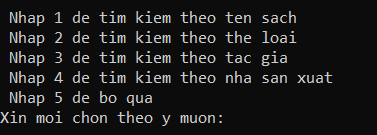 Nhap 1 de tim kiem theo ten sach
Nhap 2 de tim kiem theo the loai
Nhap 3 de tim kiem theo tac gia
Nhap 4 de tim kiem theo nha san xuat
Nhap 5 de bo qua
Xin moi chon theo y muon: